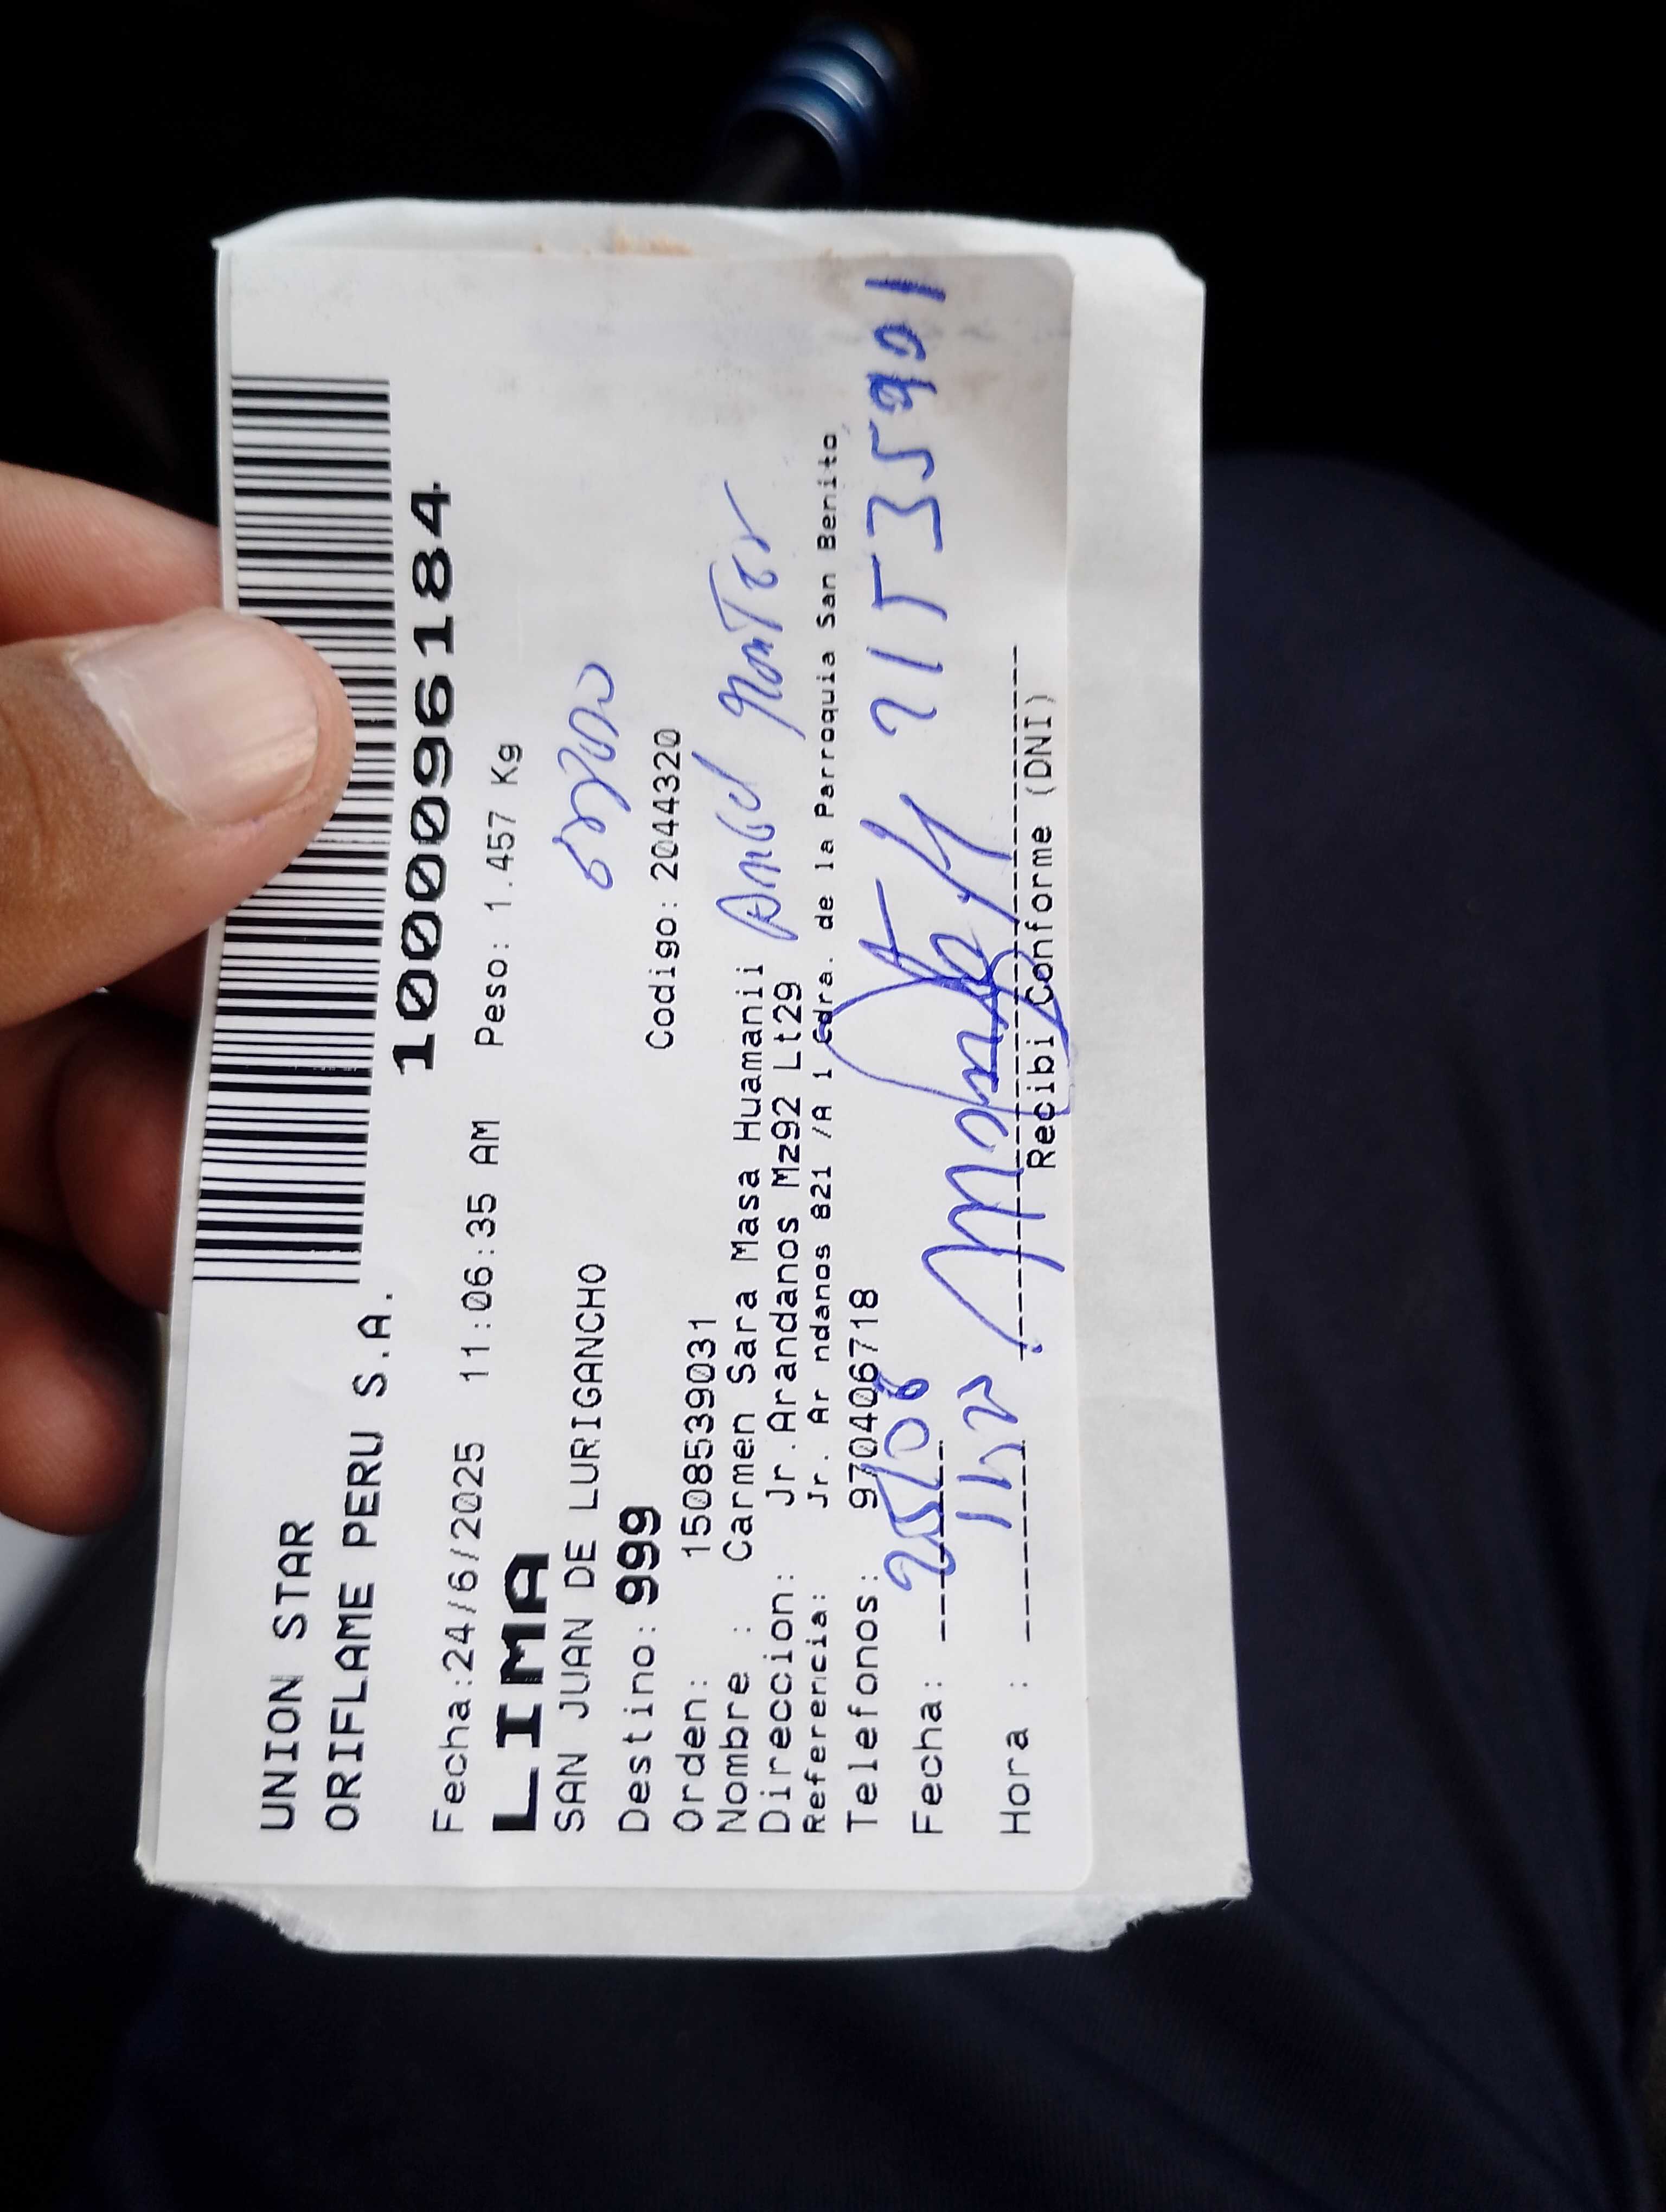 UNION STAR
ORIFLAME PERU S.A.
1000096184
Fecha:24/6/2025 11:06:35 AM Peso: 1.457 Kg
LIMA
SAN JUAN DE LURIGANCHO
Destino: 999 Codigo: 2044320
Orden: 1508539031
Nombre : Carmen Sara Masa Huamanii
Direccion: Jr.Arandanos Mz92 Lt29
Referencia: Jr. Ar ndanos 821 /A 1 cdra. de la Parroquia San Benito,
Telefonos: 970406718
Fecha: 25/06
Hora :
Recibi Conforme (DNI)